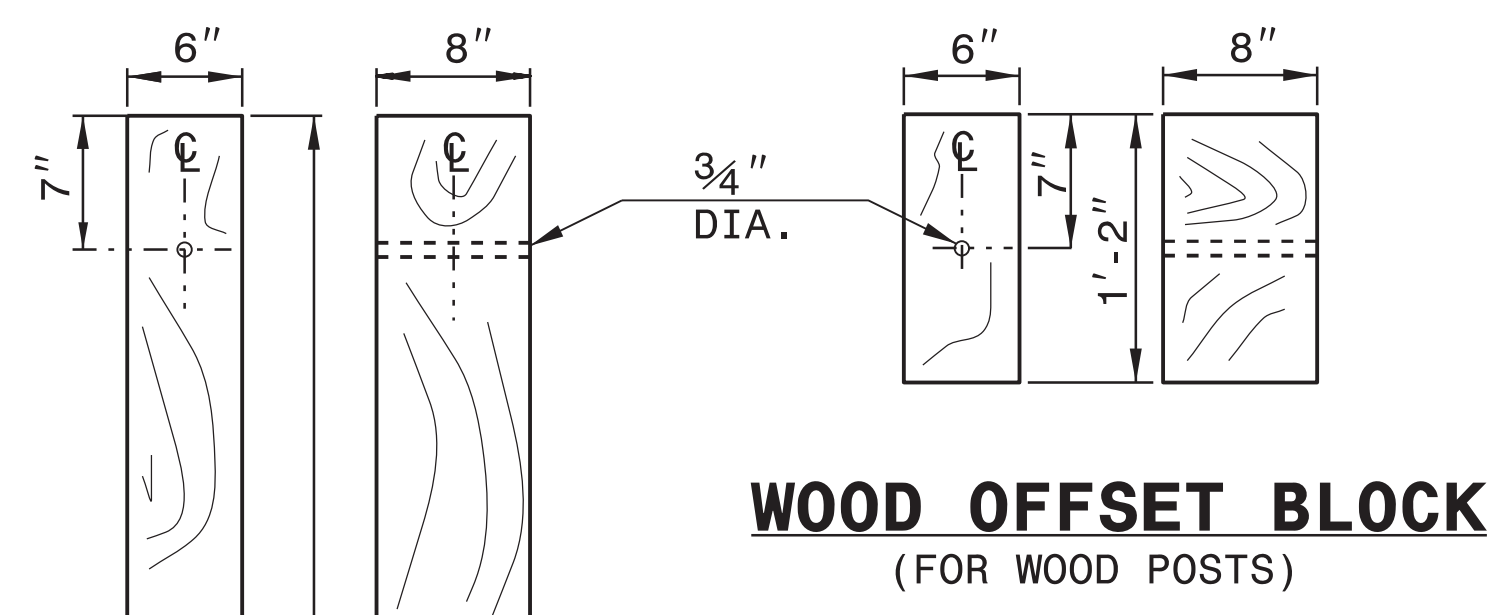 6" 8" 6" 8"
℄ ℄ ℄
7" 3/4" 7"
DIA. 1'-2"
WOOD OFFSET BLOCK
(FOR WOOD POSTS)